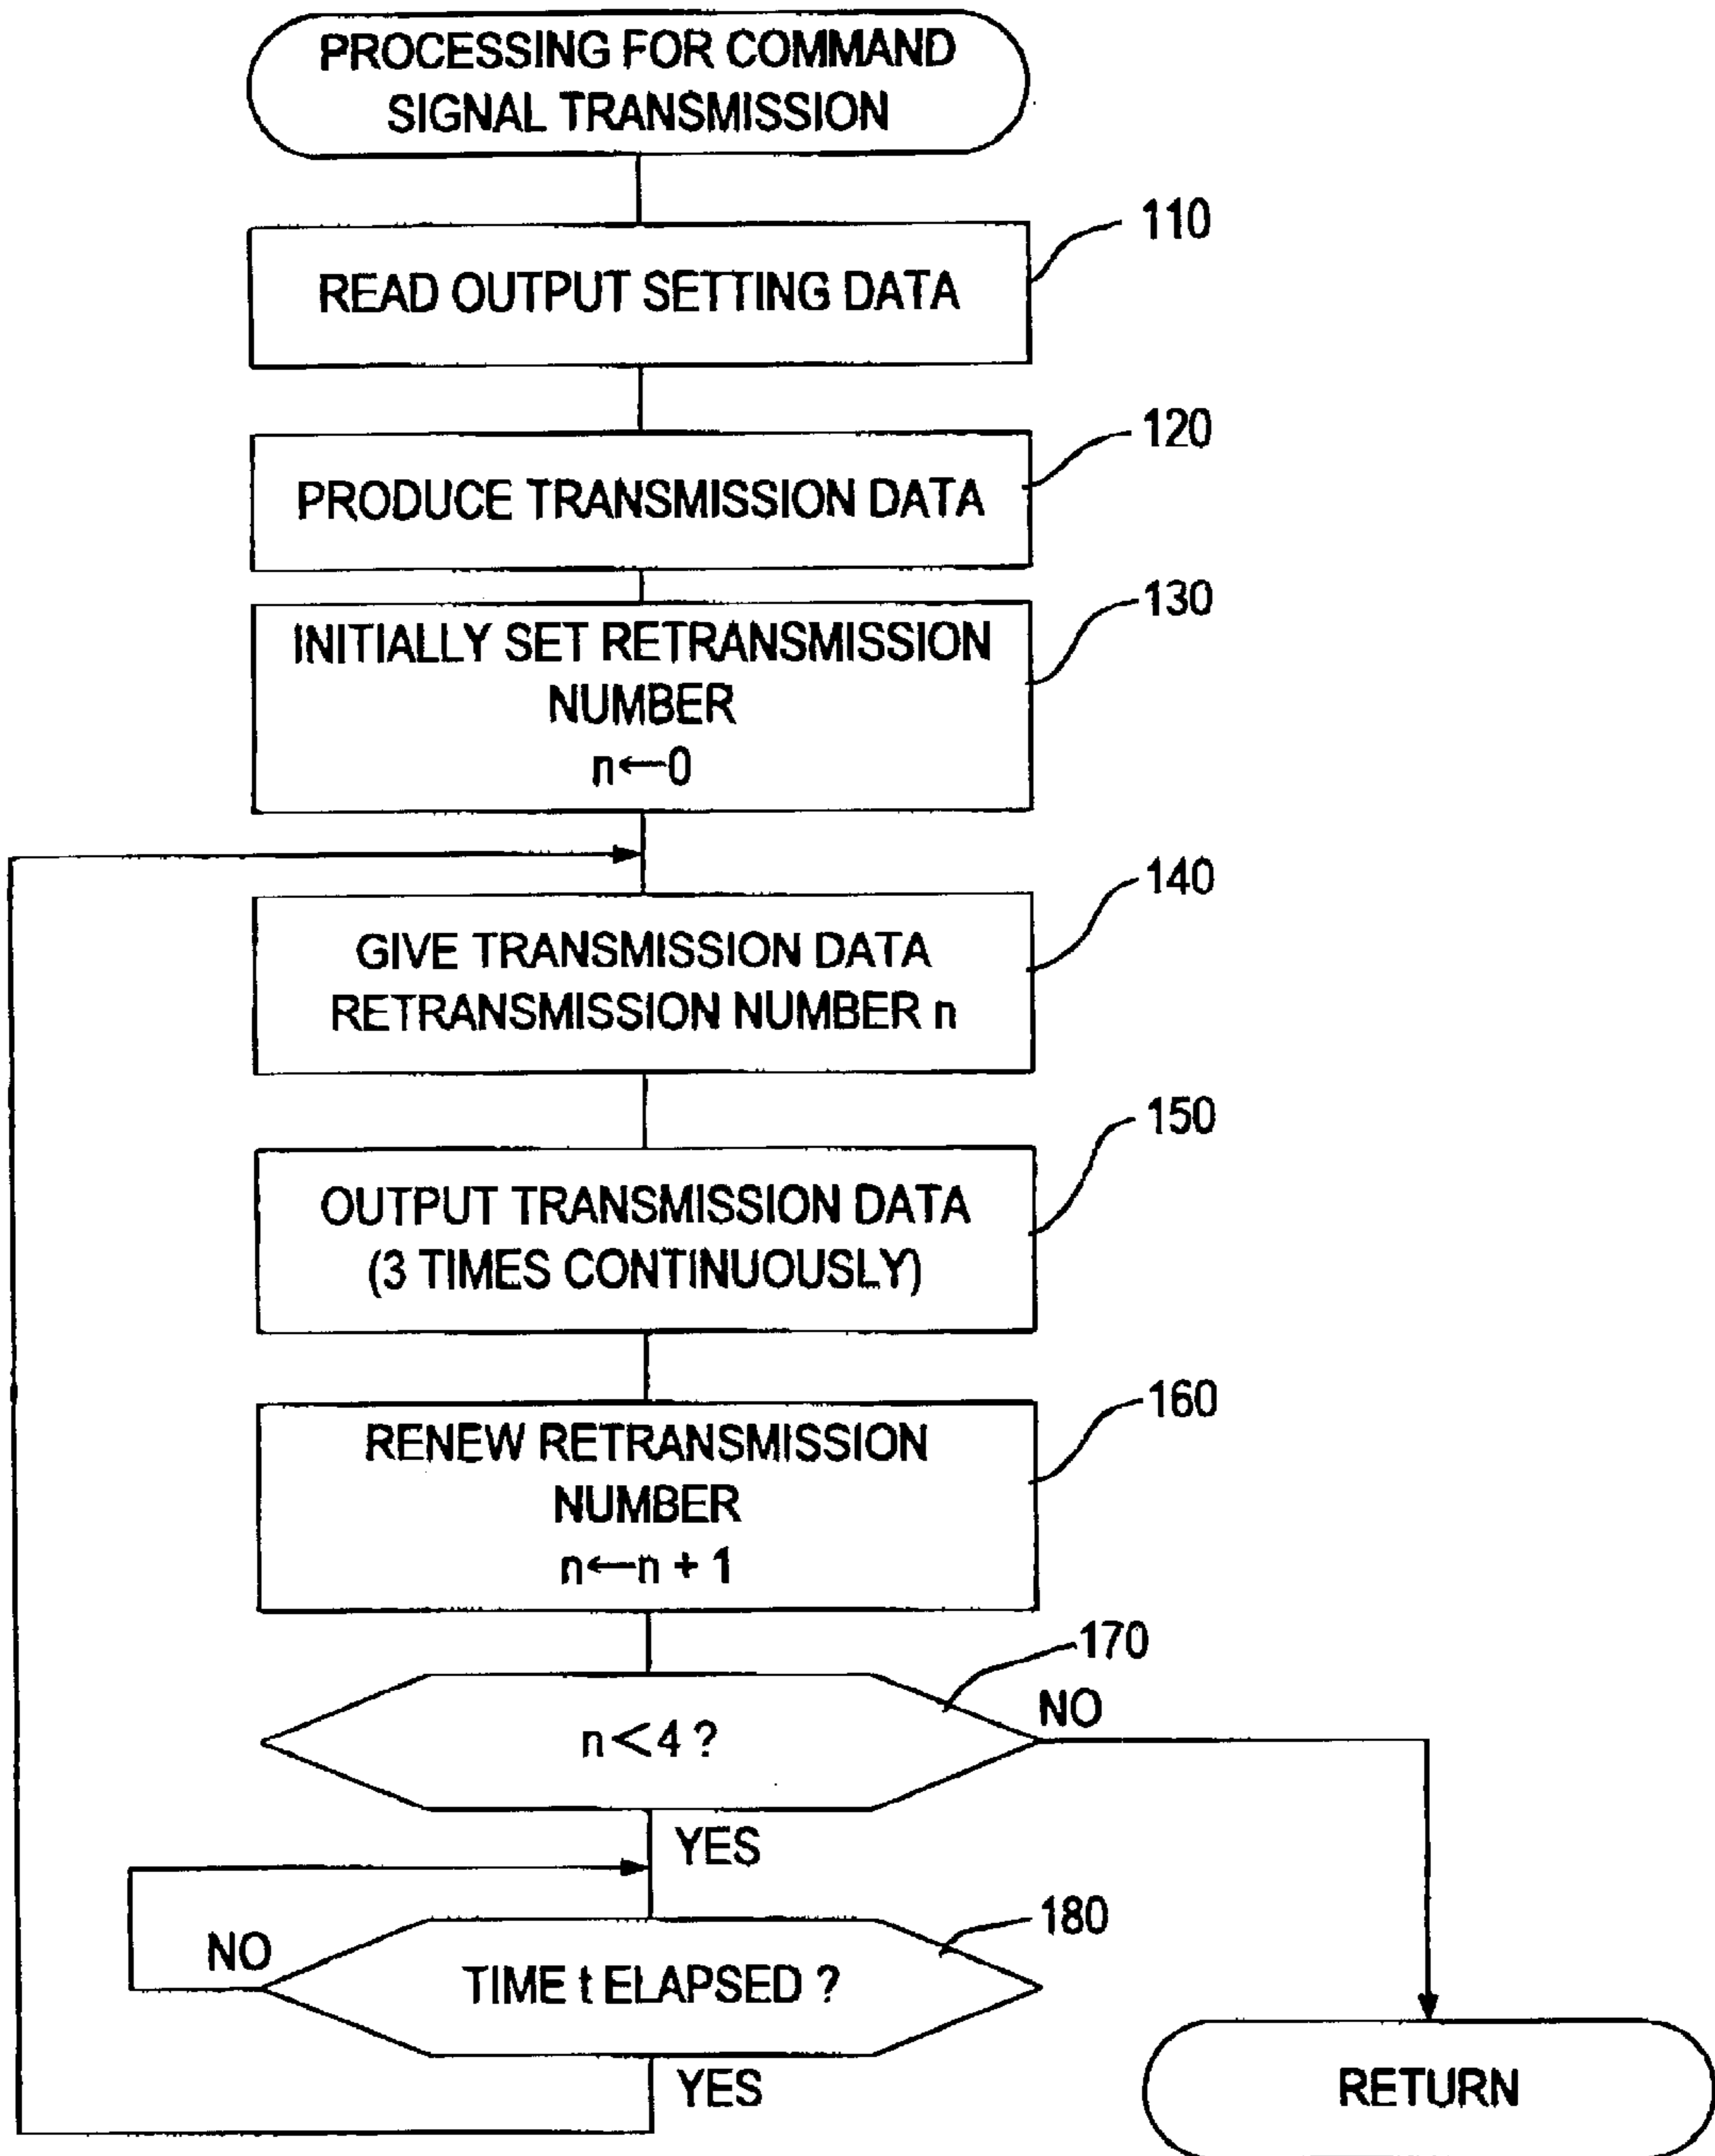 PROCESSING FOR COMMAND
SIGNAL TRANSMISSION
110
READ OUTPUT SETTING DATA
120
PRODUCE TRANSMISSION DATA
130
INITIALLY SET RETRANSMISSION
NUMBER
n←0
140
GIVE TRANSMISSION DATA
RETRANSMISSION NUMBER n
150
OUTPUT TRANSMISSION DATA
(3 TIMES CONTINUOUSLY)
160
RENEW RETRANSMISSION
NUMBER
n←n + 1
170
NO
n<4 ?
YES
180
NO
TIME t ELAPSED ?
YES
RETURN